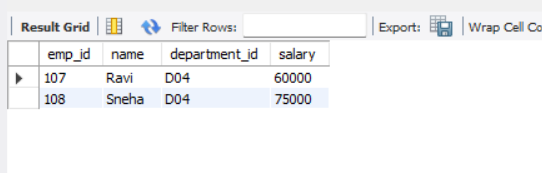 Result Grid Filter Rows: Export: Wrap Cell Co
emp_id name department_id salary
107 Ravi D04 60000
108 Sneha D04 75000